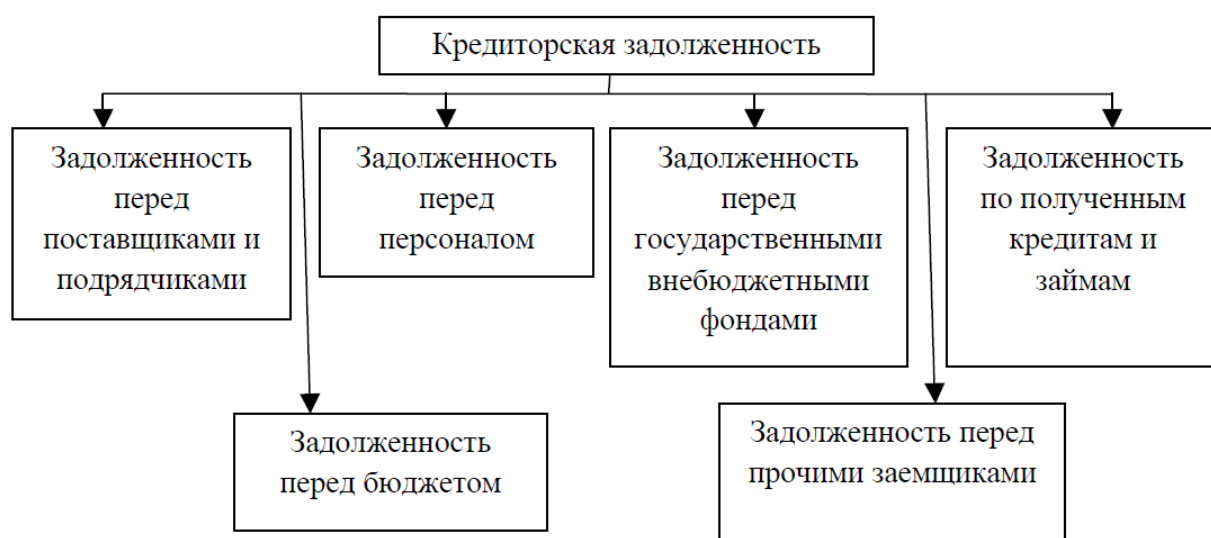 Кредиторская задолженность
Задолженность
перед
поставщиками и
подрядчиками
Задолженность
перед
персоналом
Задолженность
перед
государственными
внебюджетными
фондами
Задолженность
по полученным
кредитам и
займам
Задолженность
перед бюджетом
Задолженность перед
прочими заемщиками